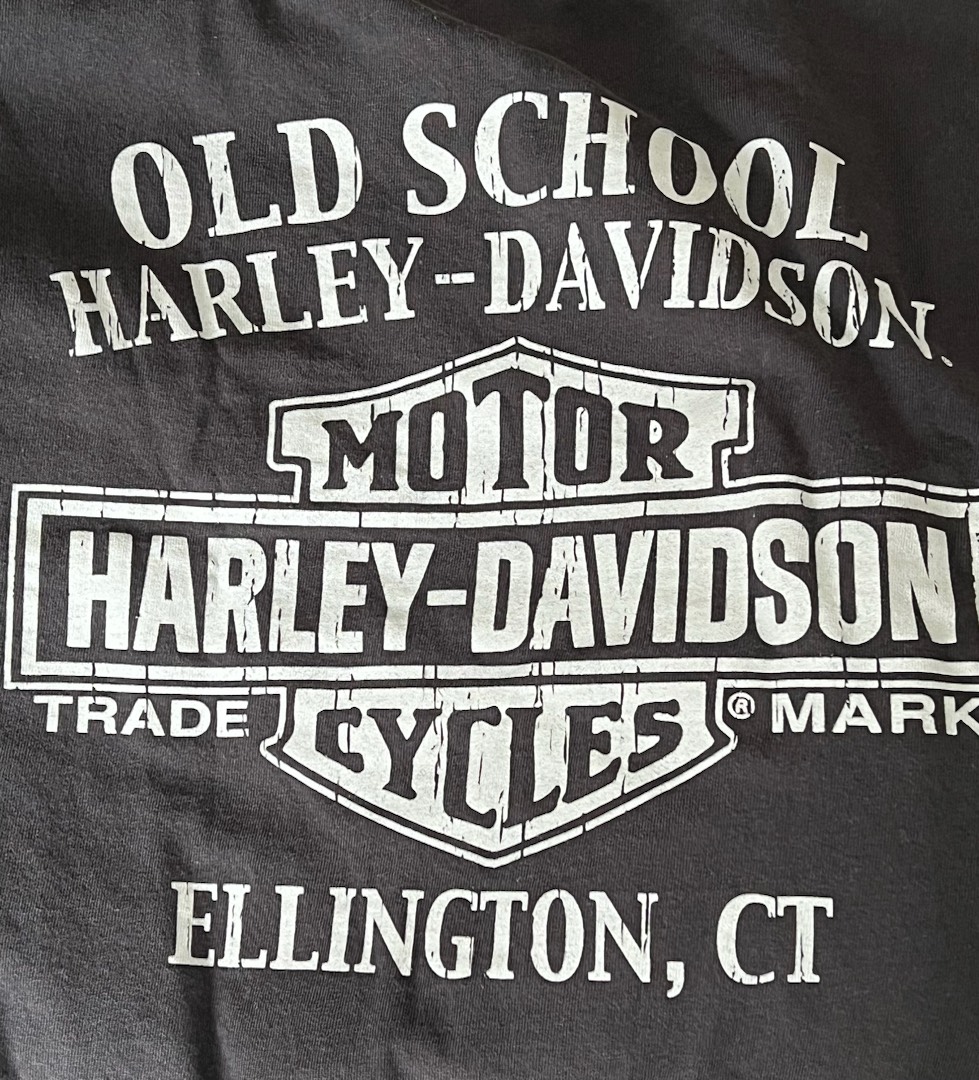 OLD SCHOOL
HARLEY-DAVIDSON.
MOTOR
HARLEY-DAVIDSON
TRADE ® MARK
CYCLES
ELLINGTON, CT